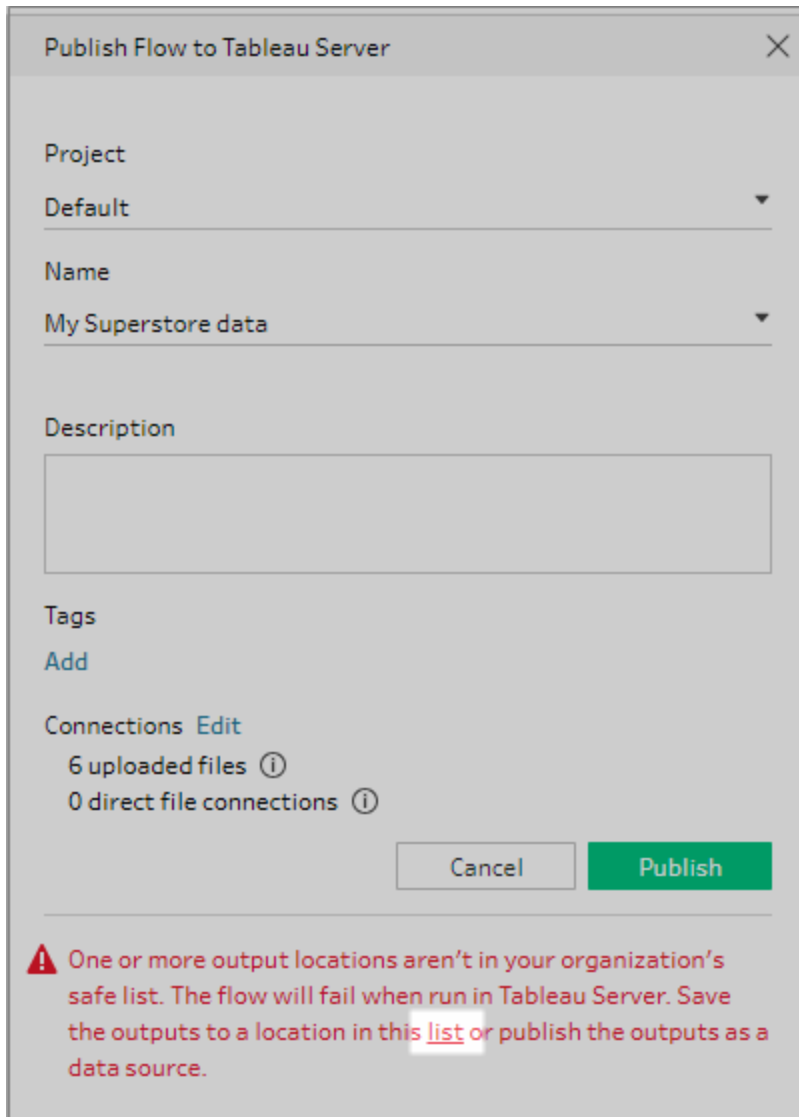 Publish Flow to Tableau Server
Project
Default
Name
My Superstore data
Description
Tags
Add
Connections Edit
6 uploaded files
0 direct file connections
Cancel Publish
One or more output locations aren't in your organization's
safe list. The flow will fail when run in Tableau Server. Save
the outputs to a location in this list or publish the outputs as a
data source.